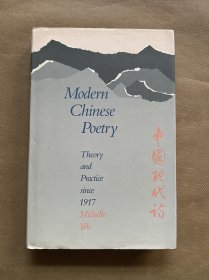 Modern
Chinese
Poetry
Theory
and
Practice
since
1917
Michelle
Yeh
中國現代詩